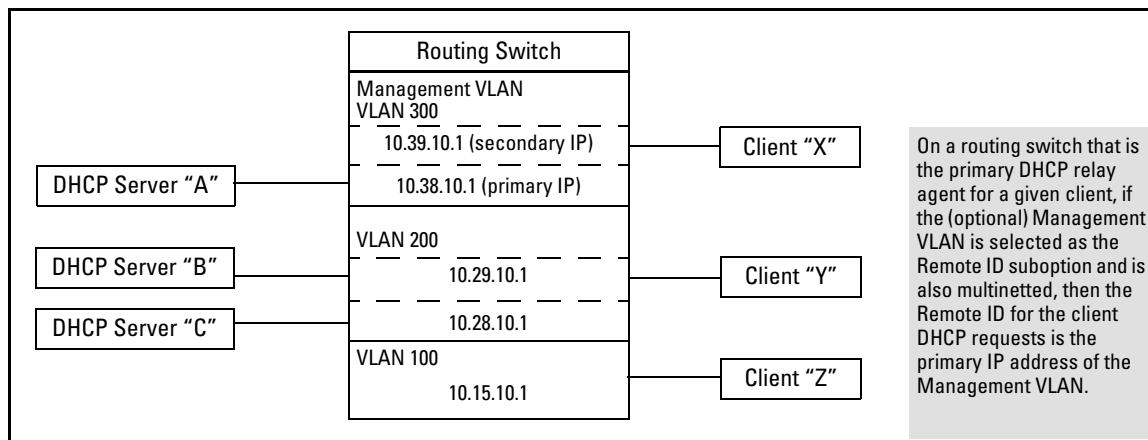 Routing Switch
Management VLAN
VLAN 300
10.39.10.1 (secondary IP)
Client “X”
DHCP Server “A”
10.38.10.1 (primary IP)
VLAN 200
DHCP Server “B”
10.29.10.1
Client “Y”
DHCP Server “C”
10.28.10.1
VLAN 100
10.15.10.1
Client “Z”
On a routing switch that is
the primary DHCP relay
agent for a given client, if
the (optional) Management
VLAN is selected as the
Remote ID suboption and is
also multinetted, then the
Remote ID for the client
DHCP requests is the
primary IP address of the
Management VLAN.